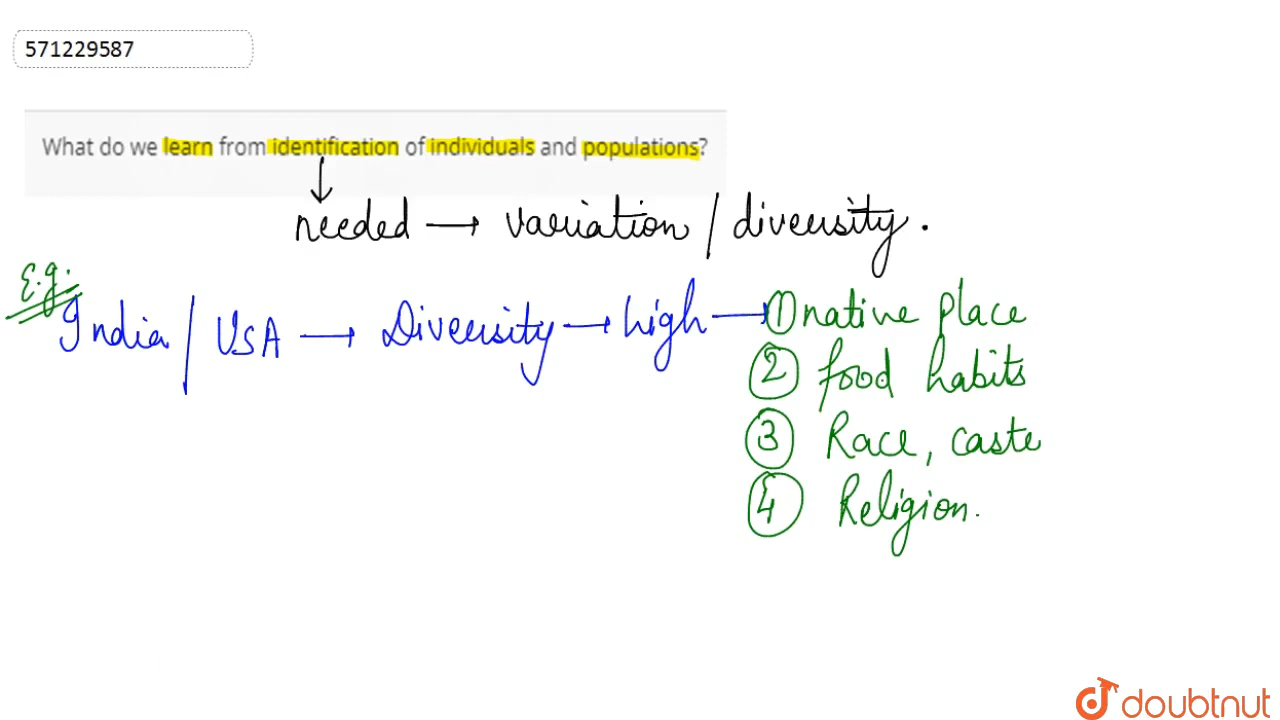 571229587
What do we learn from identification of individuals and populations?
↓
needed → variation / diversity.
E.g:
India / USA → Diversity → high → ① native place
② food habits
③ Race, caste
④ Religion.
doubtnut